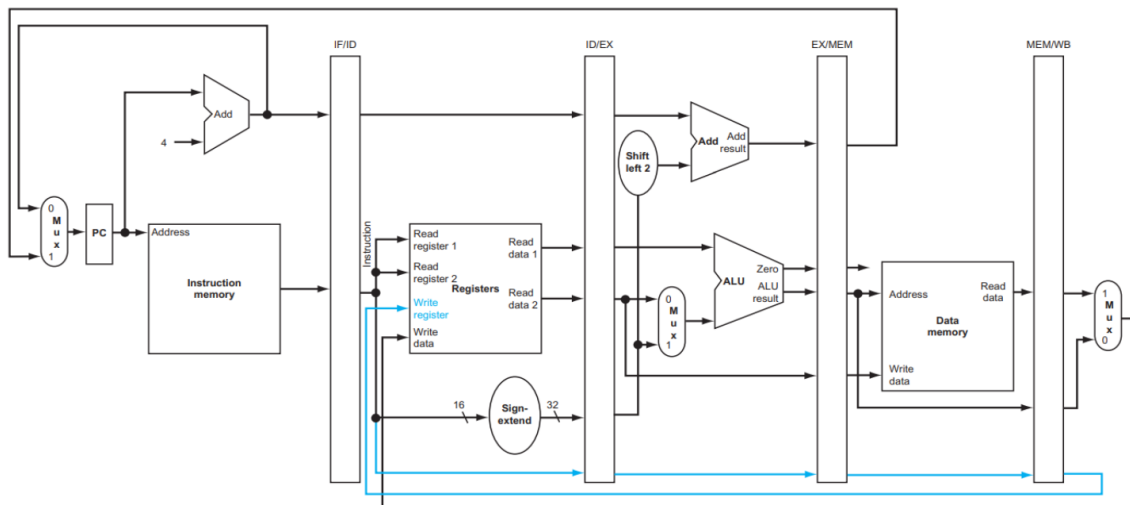 IF/ID
ID/EX
EX/MEM
MEM/WB
Add
4
Shift
left 2
Add
Add
result
0
M
u
x
1
PC
Address
Instruction
memory
Instruction
Read
register 1
Read
register 2
Write
register
Write
data
Registers
Read
data 1
Read
data 2
16
Sign-
extend
32
0
M
u
x
1
Zero
ALU
ALU
result
Address
Read
data
Data
memory
Write
data
1
M
u
x
0